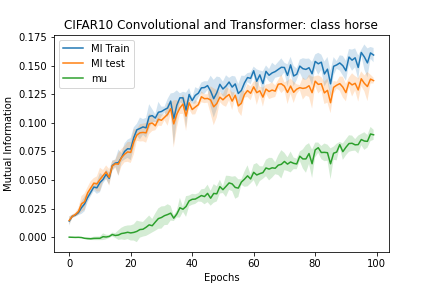 CIFAR10 Convolutional and Transformer: class horse
MI Train
MI test
mu
Mutual Information
0.175
0.150
0.125
0.100
0.075
0.050
0.025
0.000
0 20 40 60 80 100
Epochs